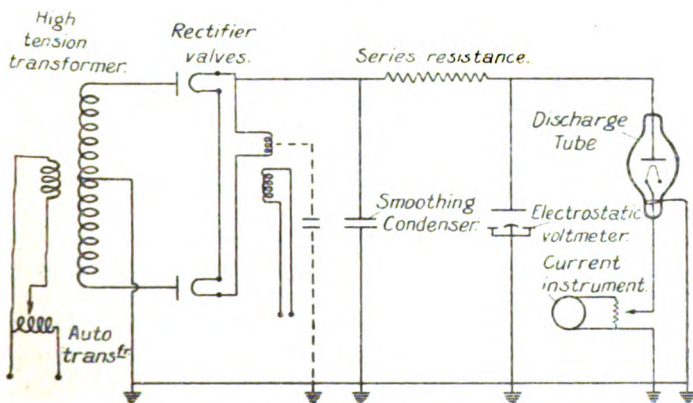 High
tension
transformer.
Rectifier
valves.
Series resistance.
Discharge
Tube
Smoothing
Condenser.
Electrostatic
voltmeter.
Current
instrument.
Auto
transfr.